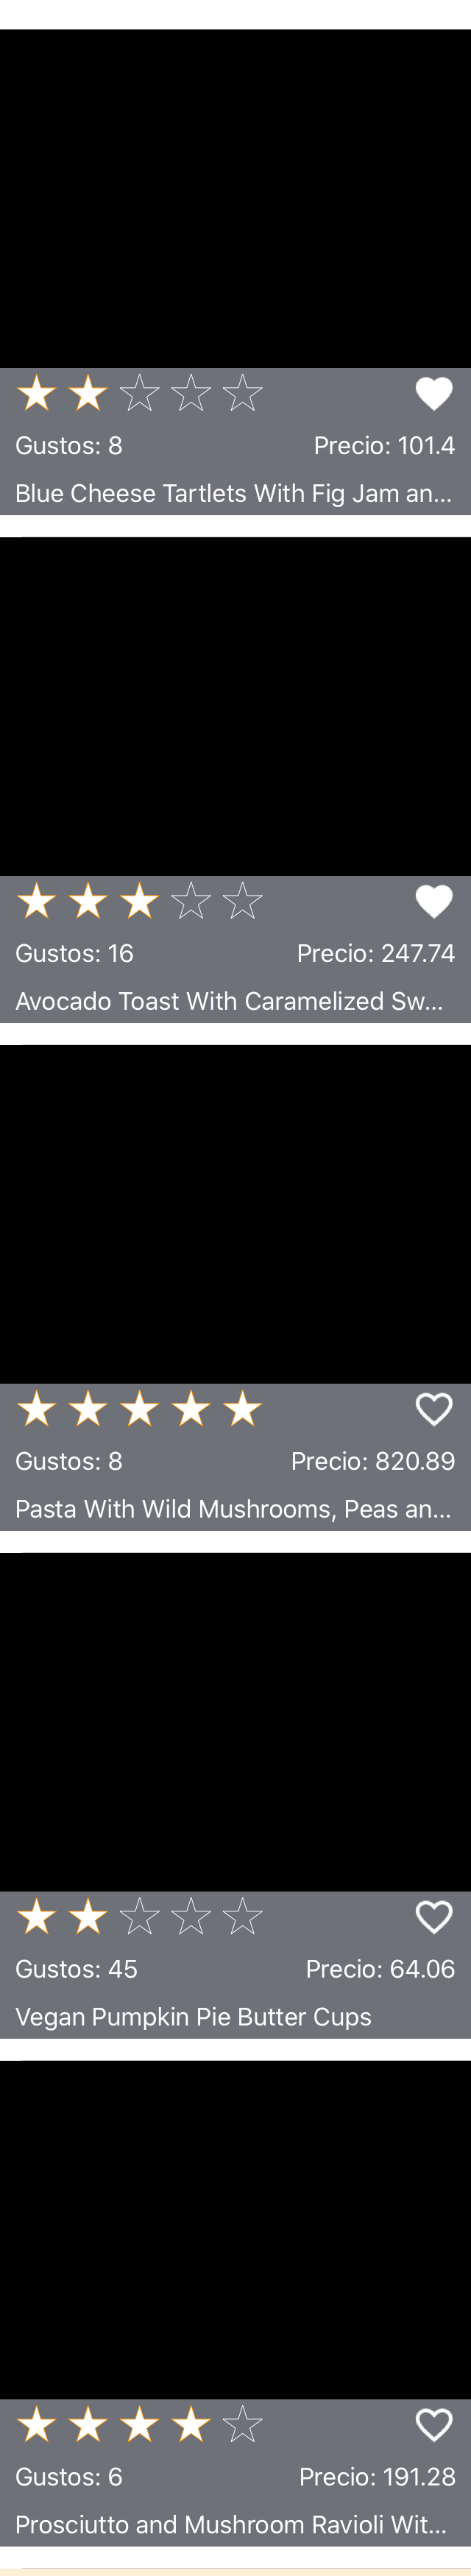 Gustos: 8 Precio: 101.4
Blue Cheese Tartlets With Fig Jam an...
Gustos: 16 Precio: 247.74
Avocado Toast With Caramelized Sw...
Gustos: 8 Precio: 820.89
Pasta With Wild Mushrooms, Peas an...
Gustos: 45 Precio: 64.06
Vegan Pumpkin Pie Butter Cups
Gustos: 6 Precio: 191.28
Prosciutto and Mushroom Ravioli Wit...